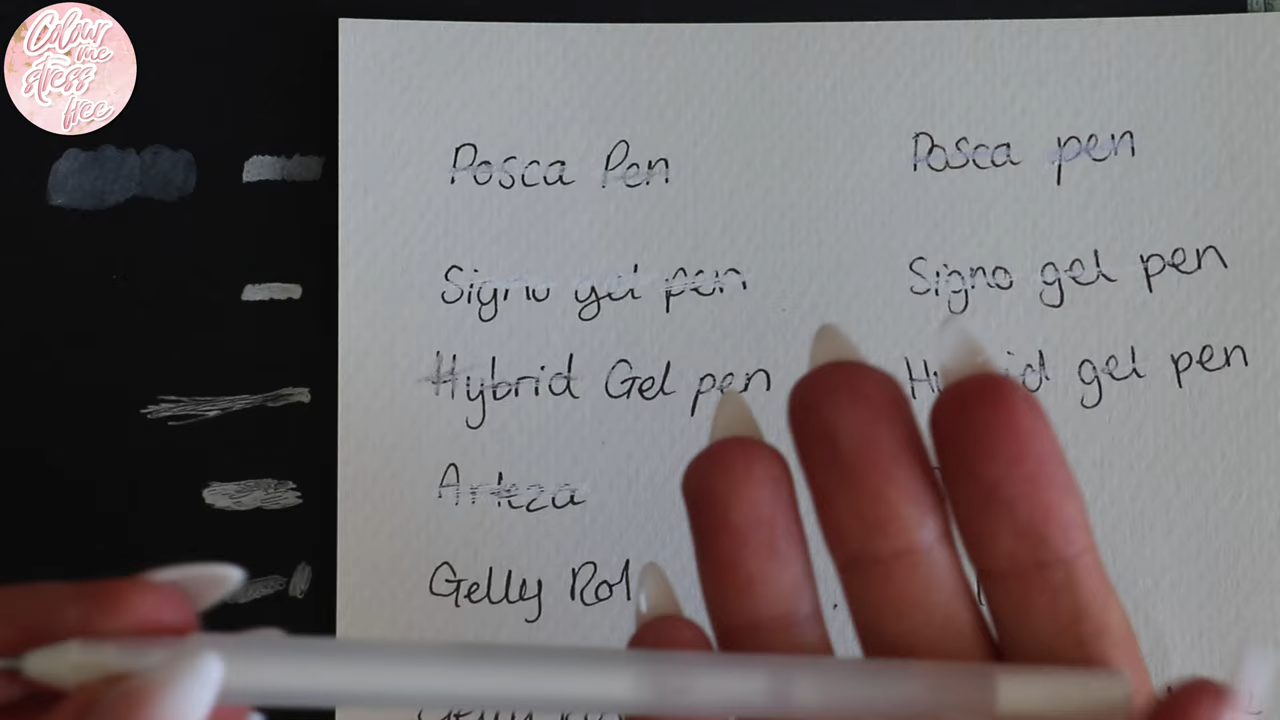 Colour
me
stress
free
Posca Pen
Posca pen
Signo gel pen
Signo gel pen
Hybrid Gel pen
gel pen
Arteza
Gelly Rol